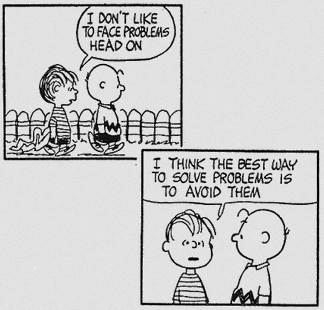 I DON'T LIKE
TO FACE PROBLEMS
HEAD ON
I THINK THE BEST WAY
TO SOLVE PROBLEMS IS
TO AVOID THEM